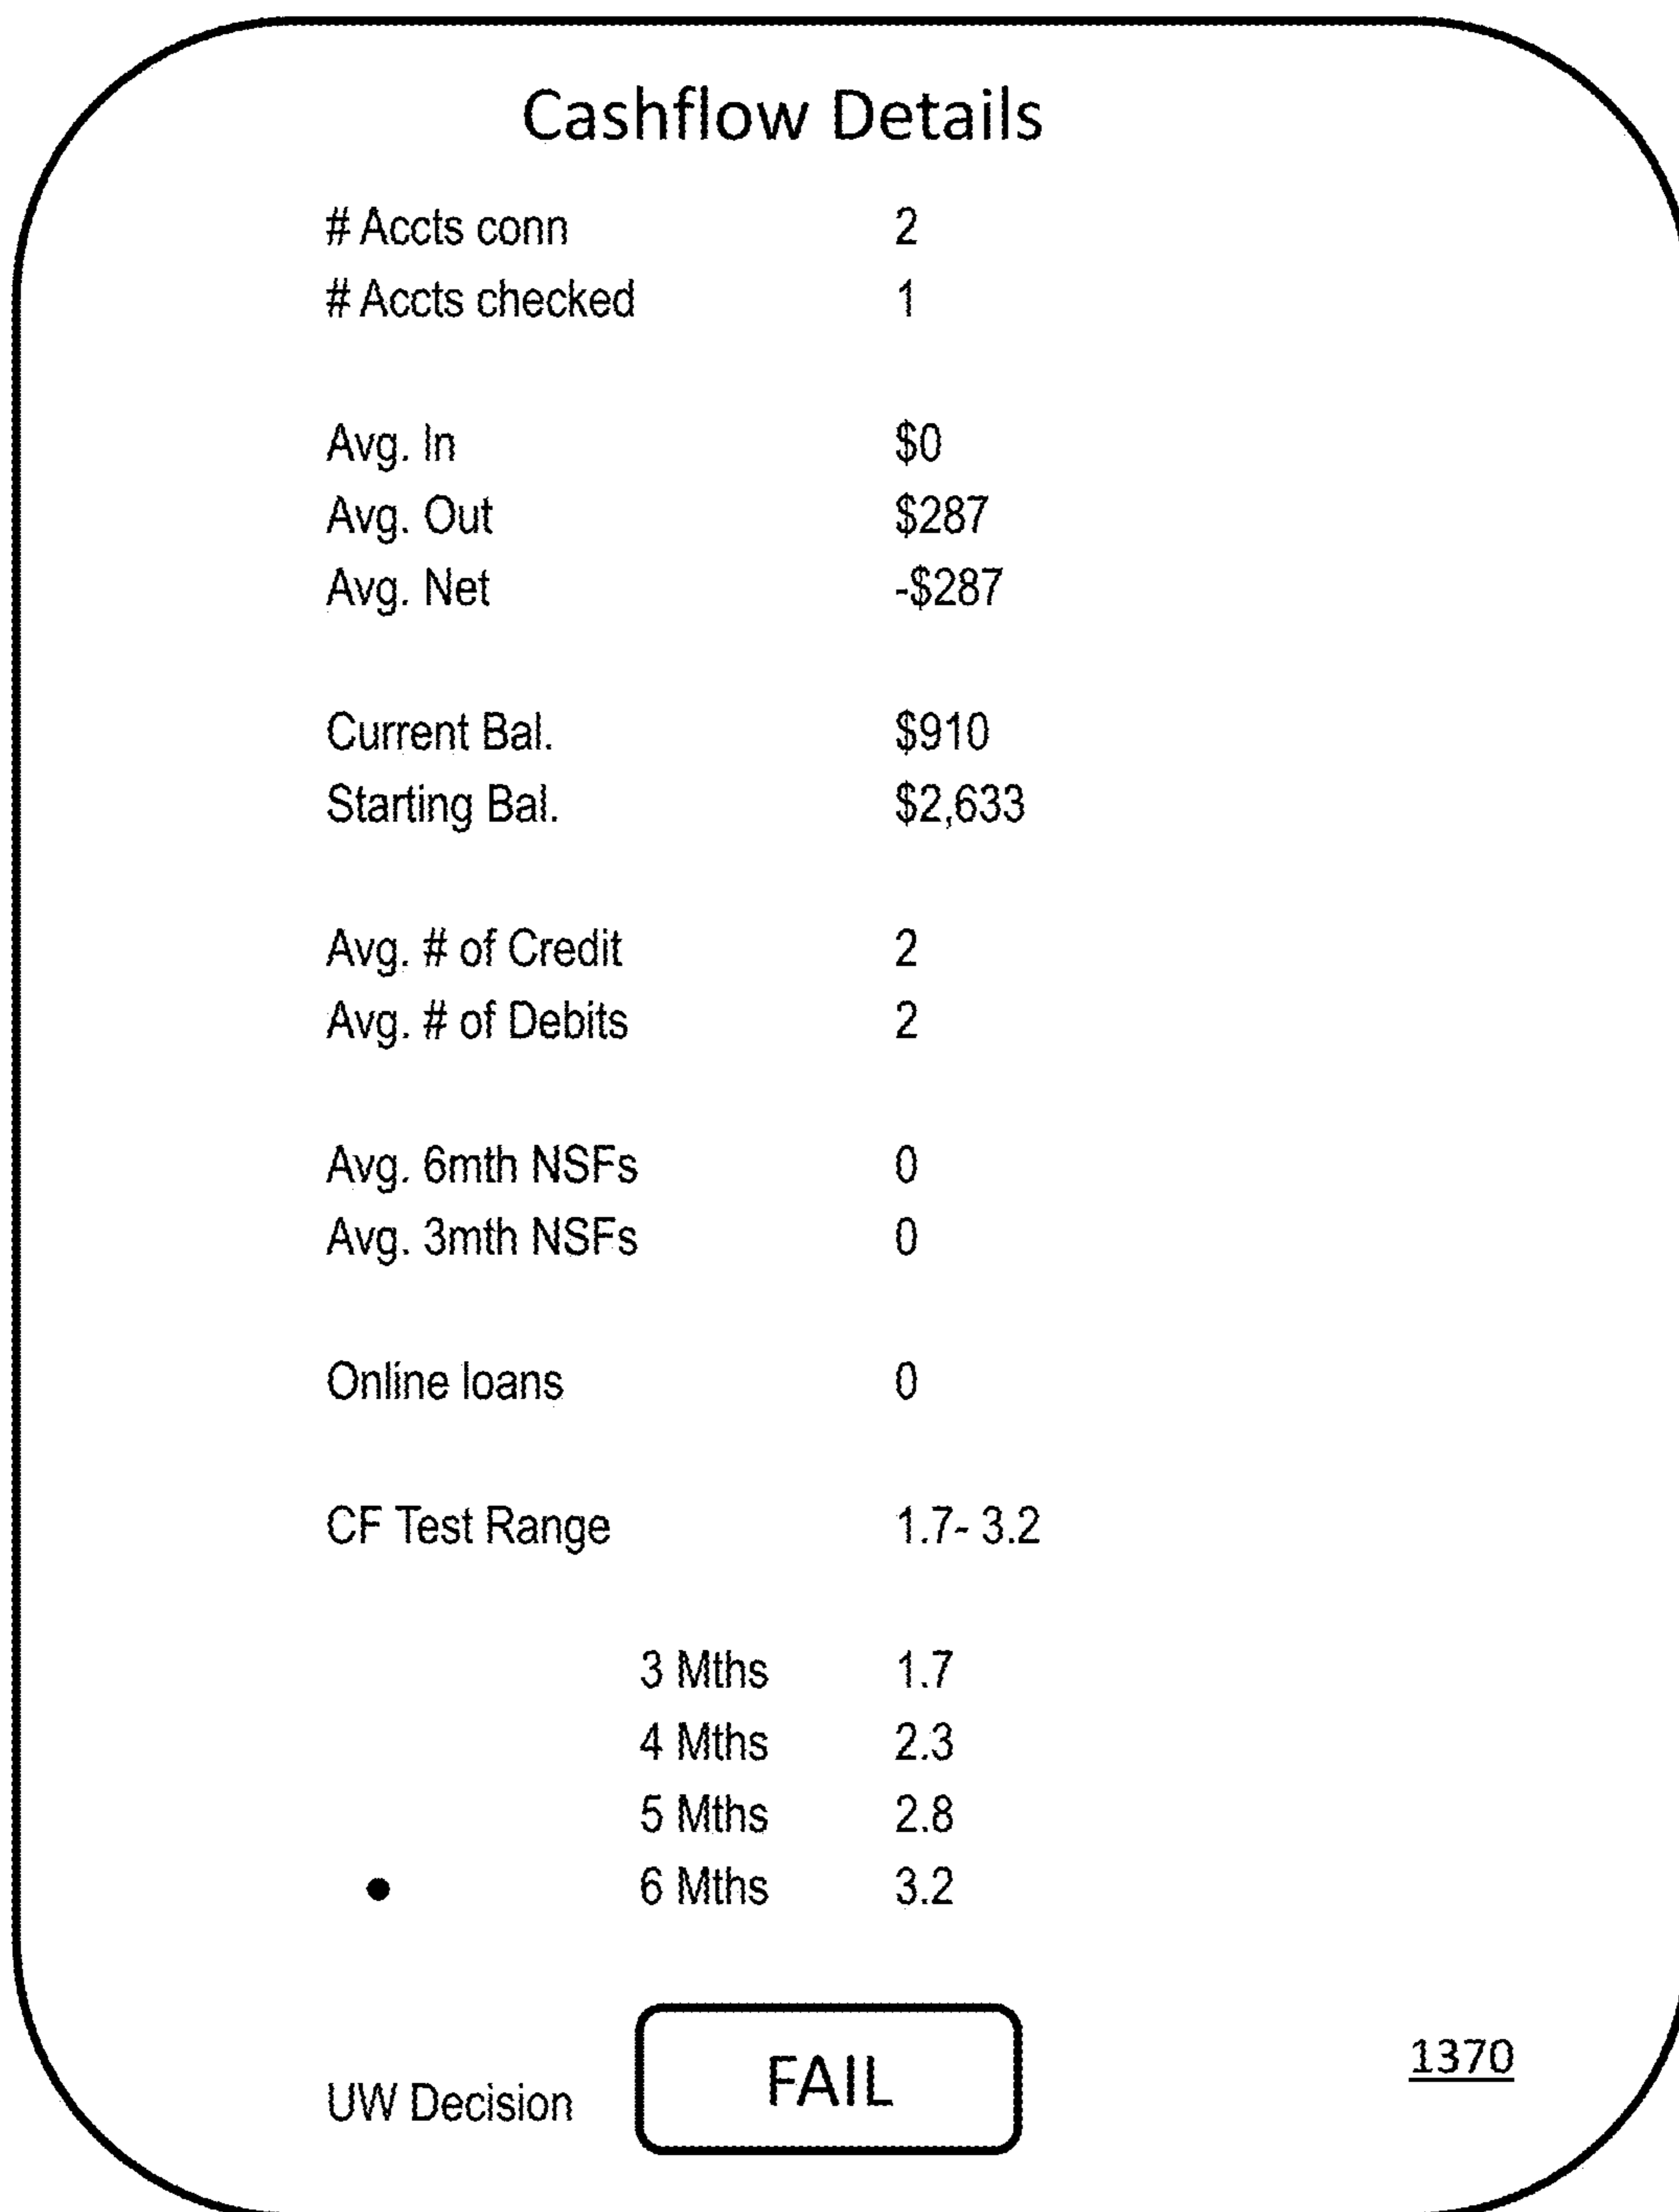 Cashflow Details
# Accts conn 2
# Accts checked 1
Avg. In $0
Avg. Out $287
Avg. Net -$287
Current Bal. $910
Starting Bal. $2,633
Avg. # of Credit 2
Avg. # of Debits 2
Avg. 6mth NSFs 0
Avg. 3mth NSFs 0
Online loans 0
CF Test Range 1.7- 3.2
3 Mths 1.7
4 Mths 2.3
5 Mths 2.8
• 6 Mths 3.2
UW Decision FAIL
1370